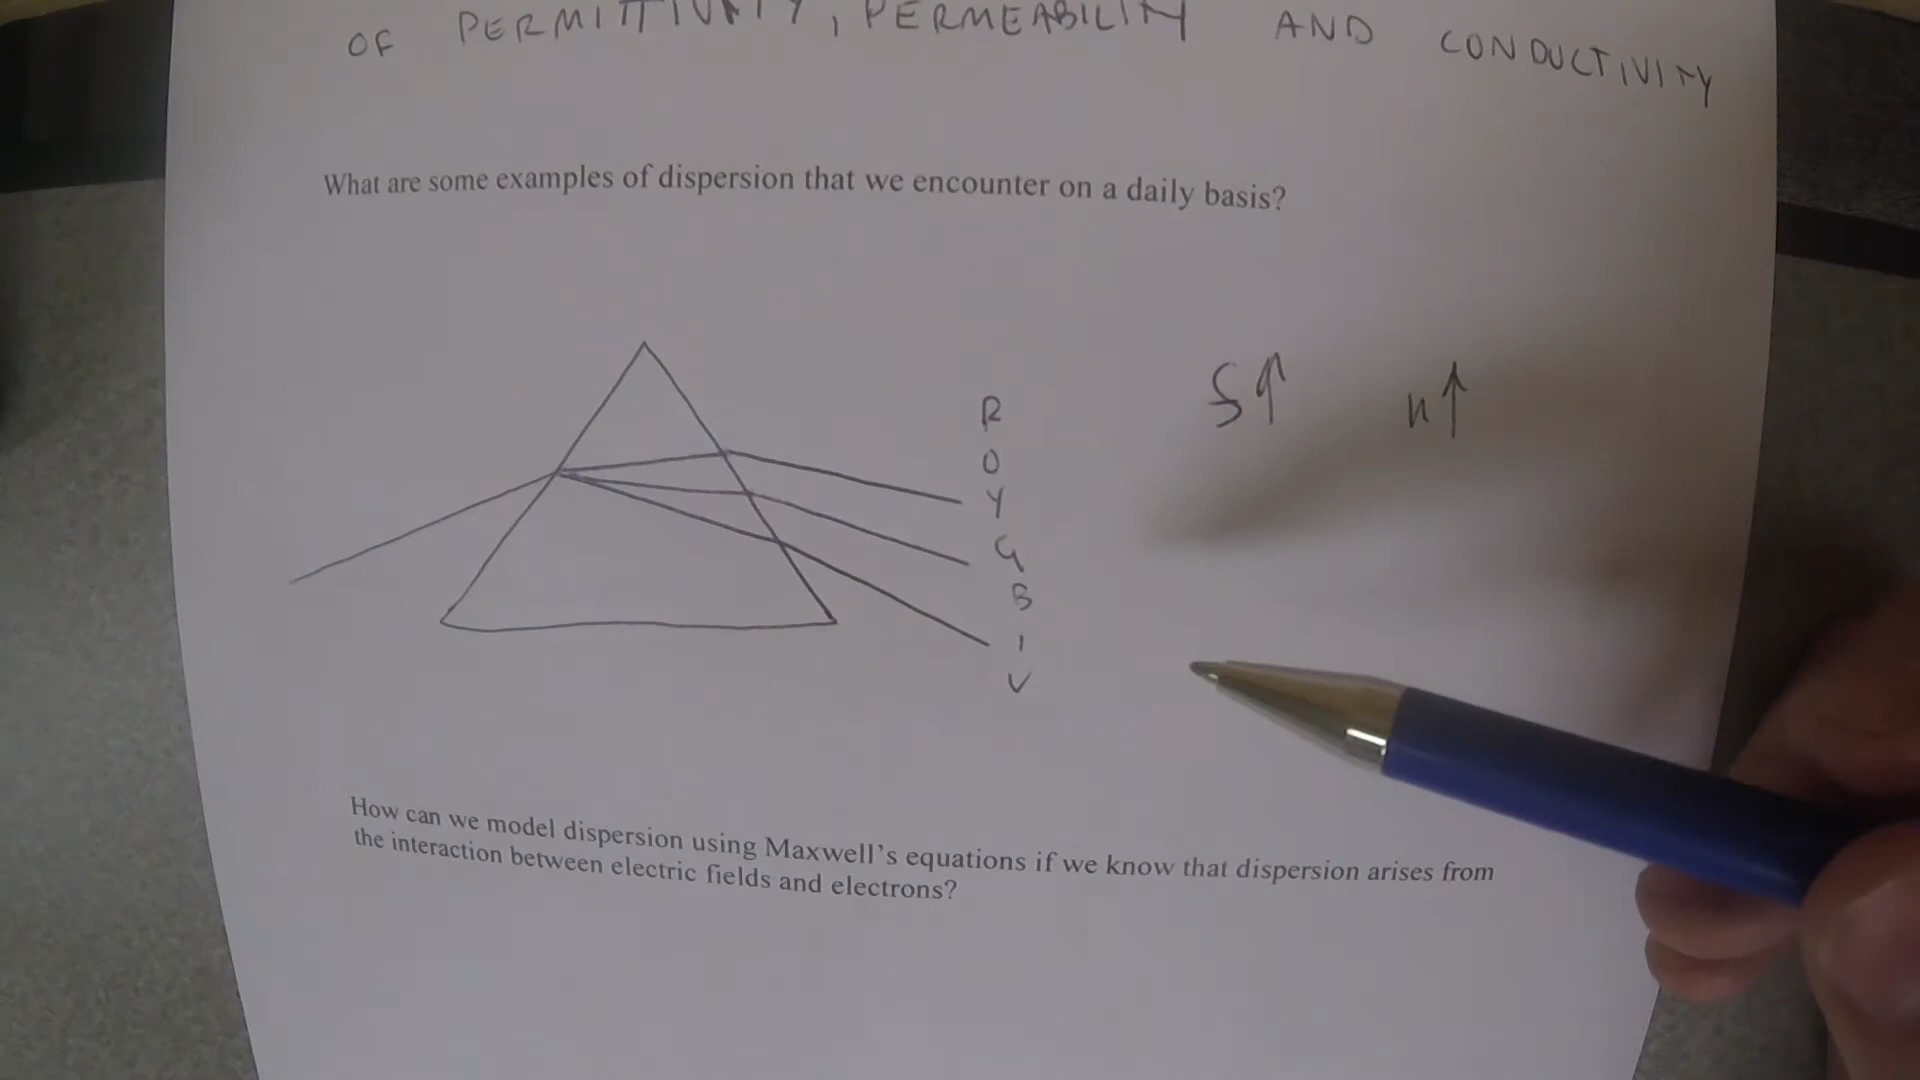 OF PERMITTIVITY, PERMEABILITY AND CONDUCTIVITY
What are some examples of dispersion that we encounter on a daily basis?
R
O
Y
G
B
I
V
f↑ n↑
How can we model dispersion using Maxwell’s equations if we know that dispersion arises from
the interaction between electric fields and electrons?